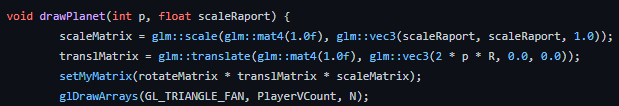 void drawPlanet(int p, float scaleRaport) {
scaleMatrix = glm::scale(glm::mat4(1.0f), glm::vec3(scaleRaport, scaleRaport, 1.0));
translMatrix = glm::translate(glm::mat4(1.0f), glm::vec3(2 * p * R, 0.0, 0.0));
setMyMatrix(rotateMatrix * translMatrix * scaleMatrix);
glDrawArrays(GL_TRIANGLE_FAN, PlayerVCount, N);